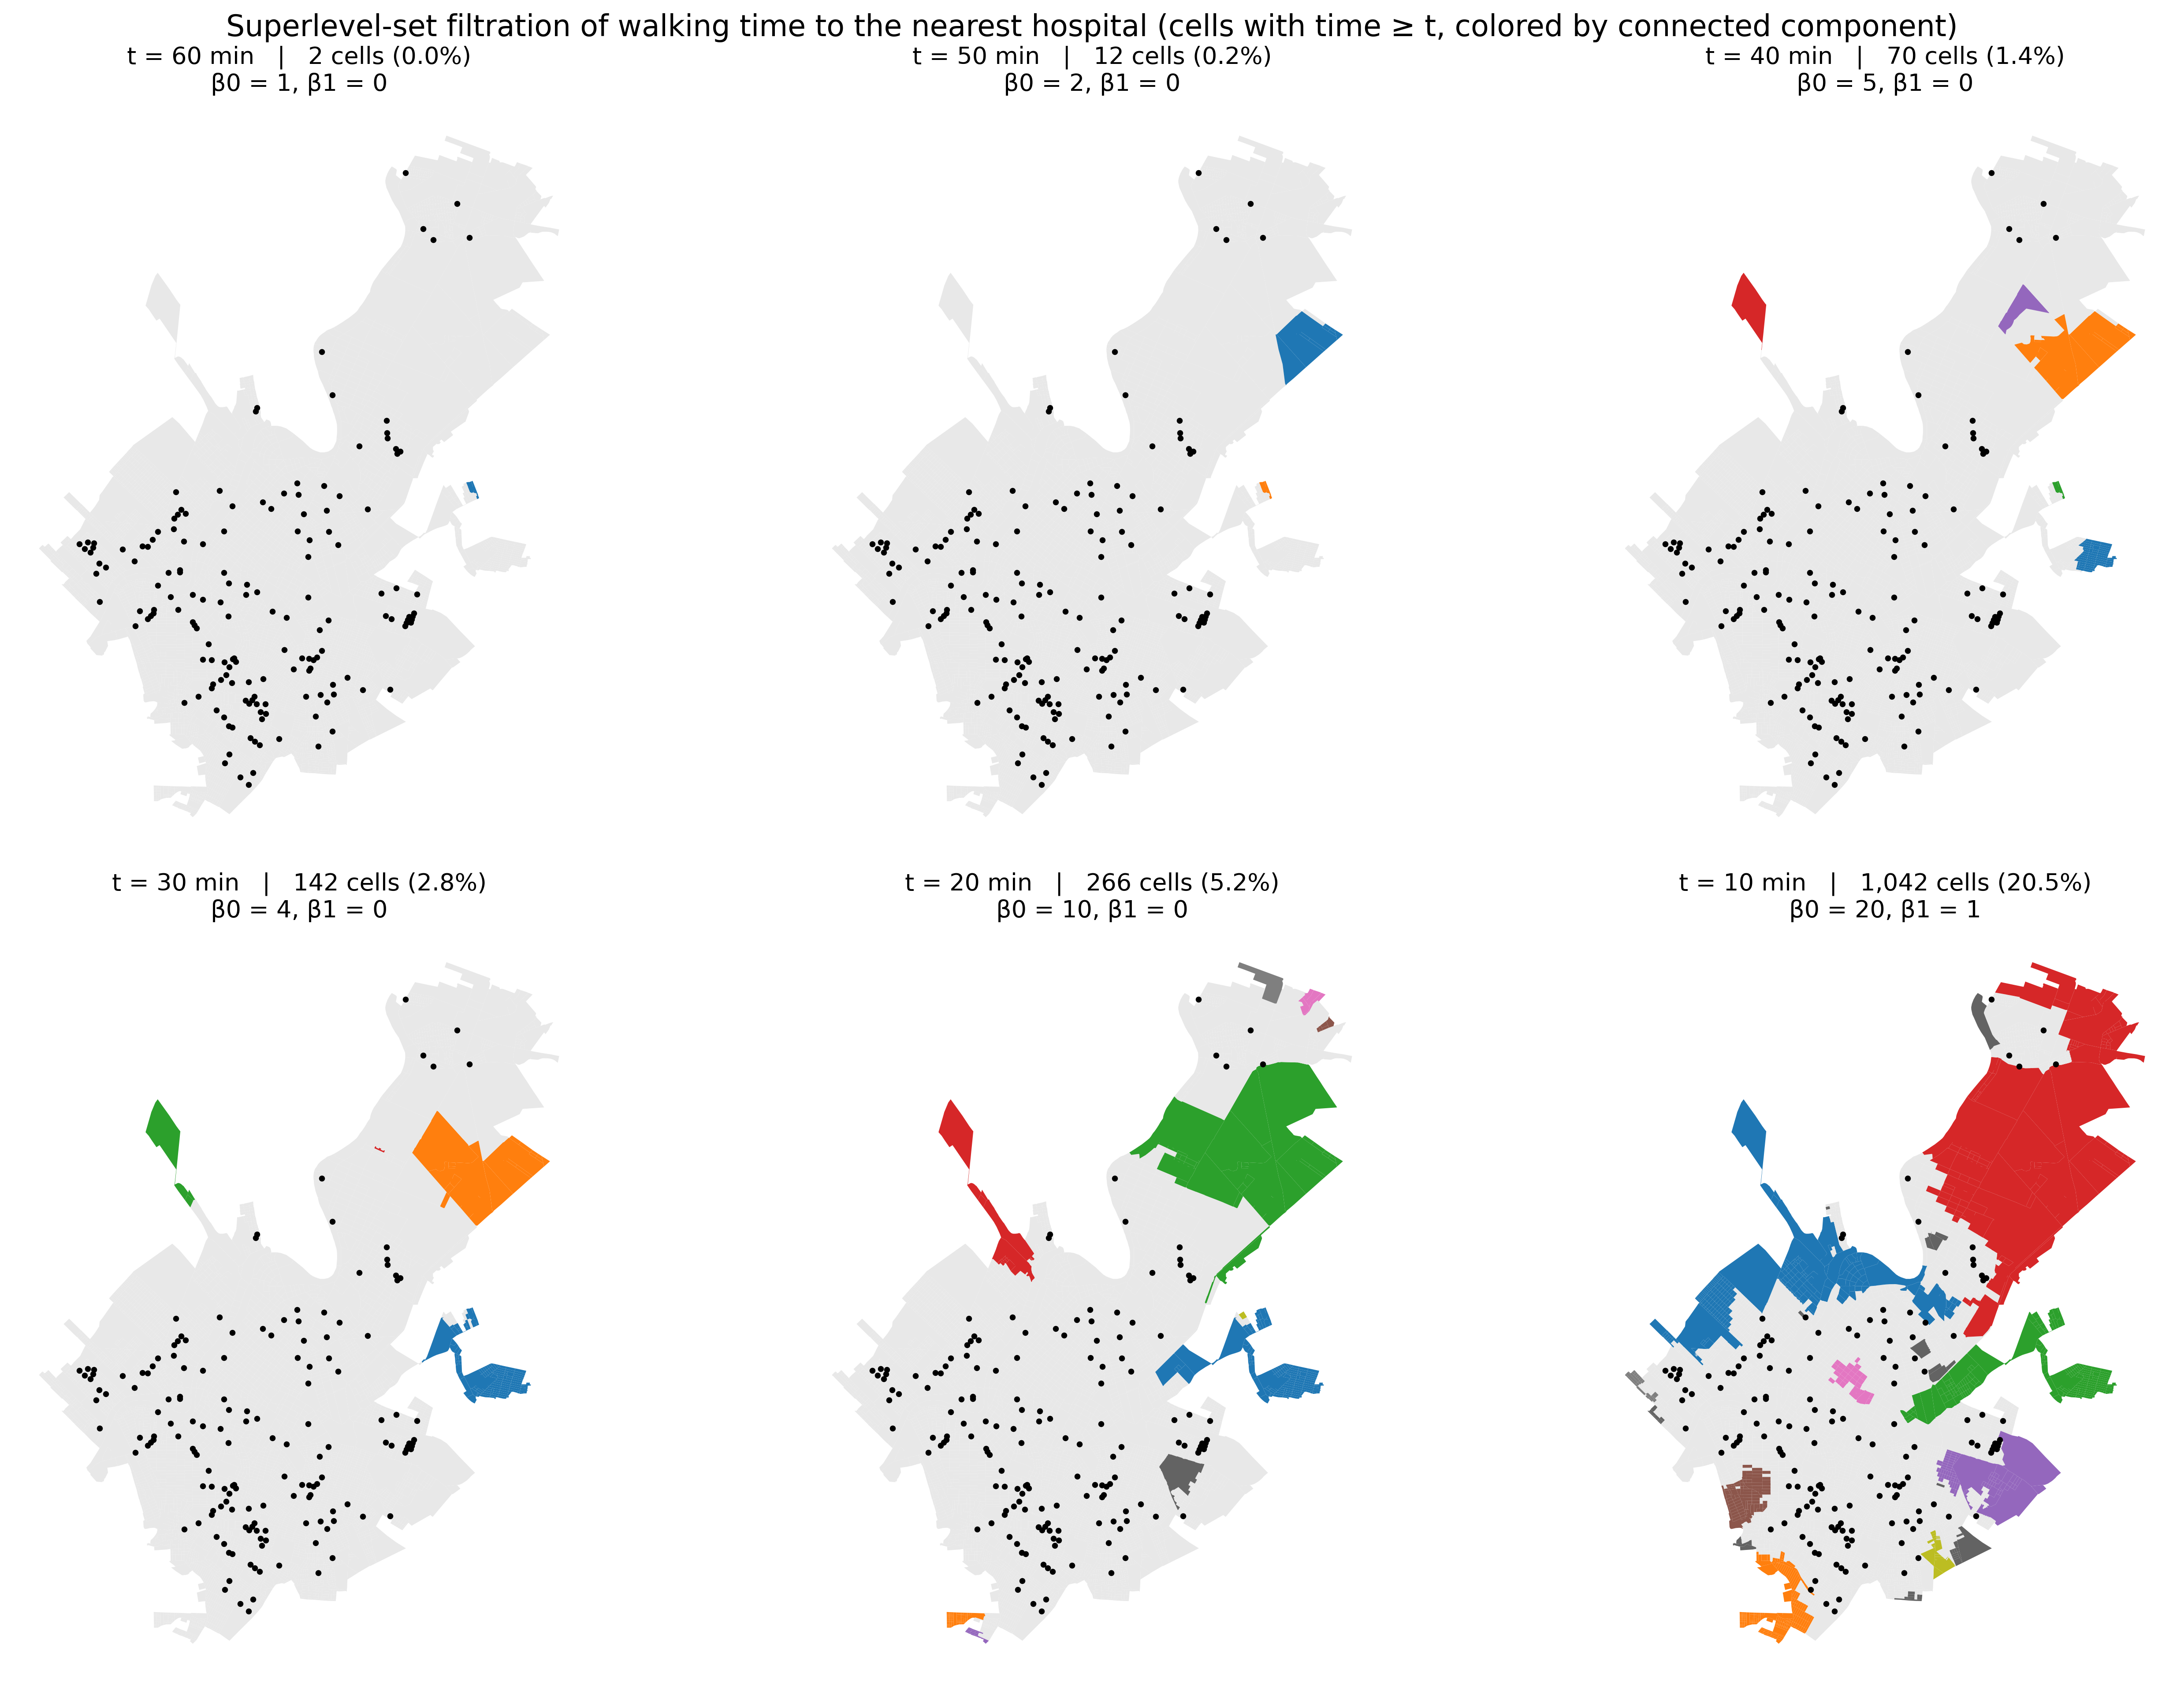 Superlevel-set filtration of walking time to the nearest hospital (cells with time ≥ t, colored by connected component)
t = 60 min | 2 cells (0.0%)
β0 = 1, β1 = 0
t = 50 min | 12 cells (0.2%)
β0 = 2, β1 = 0
t = 40 min | 70 cells (1.4%)
β0 = 5, β1 = 0
t = 30 min | 142 cells (2.8%)
β0 = 4, β1 = 0
t = 20 min | 266 cells (5.2%)
β0 = 10, β1 = 0
t = 10 min | 1,042 cells (20.5%)
β0 = 20, β1 = 1